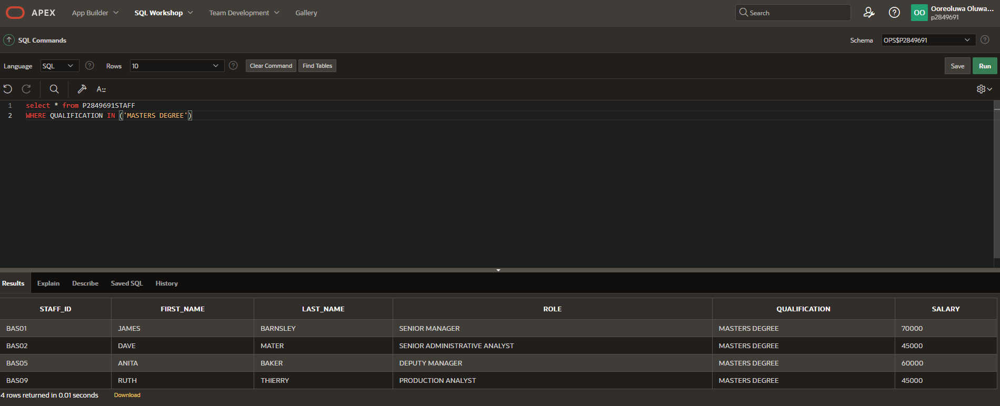 APEX App Builder SQL Workshop Team Development Gallery Search OO Ooreoluwa Oluwa...
p2849691
SQL Commands Schema OPS$P2849691
Language SQL Rows 10 Clear Command Find Tables Save Run
1 select * from P2849691STAFF
2 WHERE QUALIFICATION IN ('MASTERS DEGREE')
Results Explain Describe Saved SQL History
STAFF_ID FIRST_NAME LAST_NAME ROLE QUALIFICATION SALARY
BAS01 JAMES BARNSLEY SENIOR MANAGER MASTERS DEGREE 70000
BAS02 DAVE MATER SENIOR ADMINISTRATIVE ANALYST MASTERS DEGREE 45000
BAS05 ANITA BAKER DEPUTY MANAGER MASTERS DEGREE 60000
BAS09 RUTH THIERRY PRODUCTION ANALYST MASTERS DEGREE 45000
4 rows returned in 0.01 seconds Download